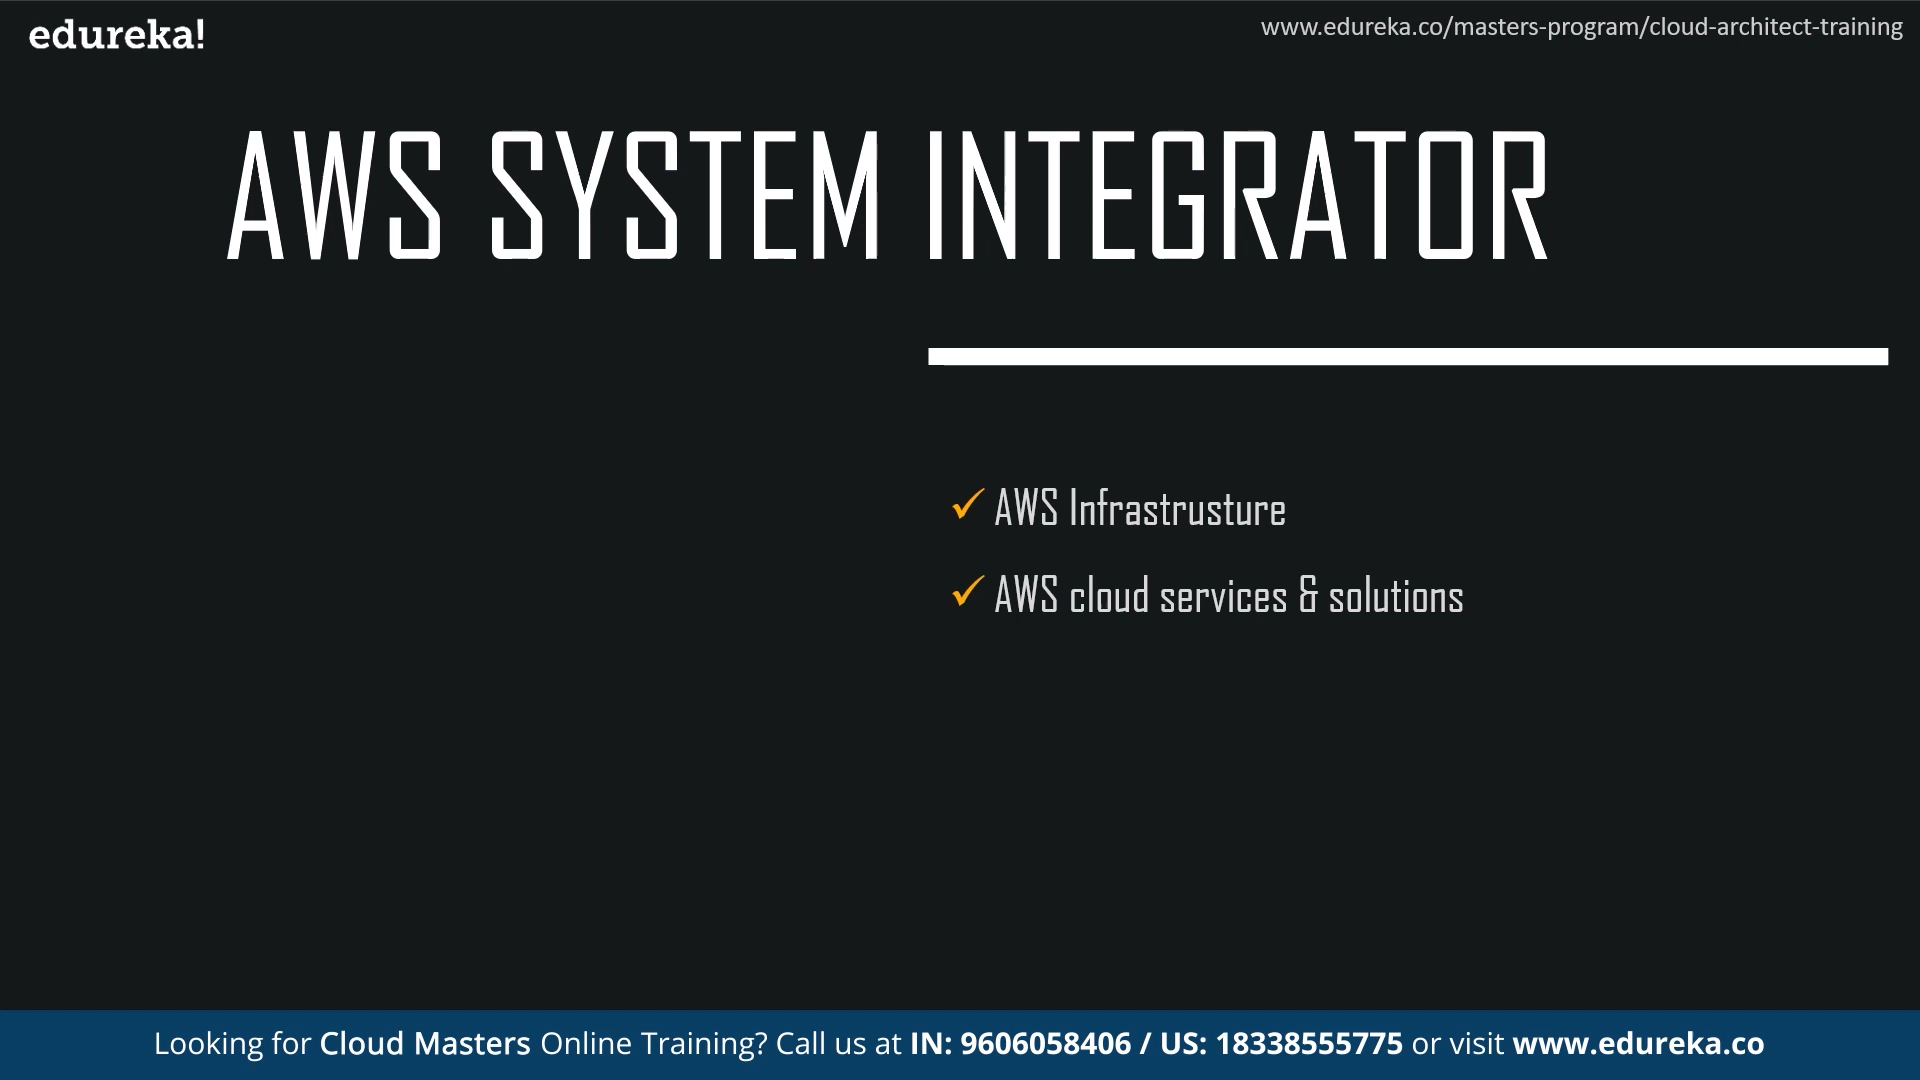 edureka!
www.edureka.co/masters-program/cloud-architect-training
AWS SYSTEM INTEGRATOR
✓ AWS Infrastrusture
✓ AWS cloud services & solutions
Looking for Cloud Masters Online Training? Call us at IN: 9606058406 / US: 18338555775 or visit www.edureka.co